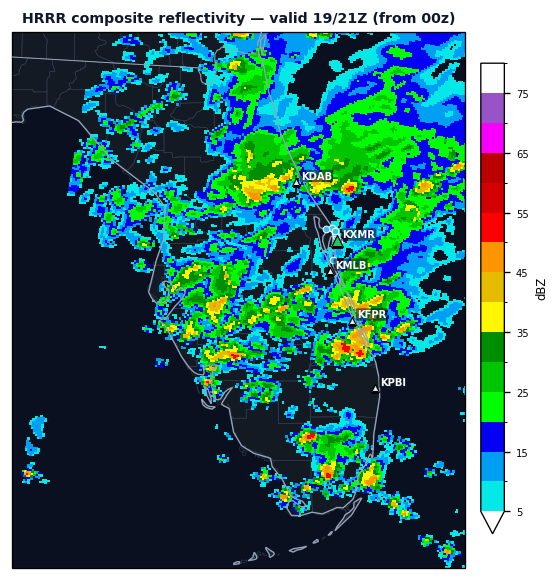 HRRR composite reflectivity — valid 19/21Z (from 00z)
KDAB
KXMR
KMLB
KFPR
KPBI
75
65
55
45
35
25
15
5
dBZ